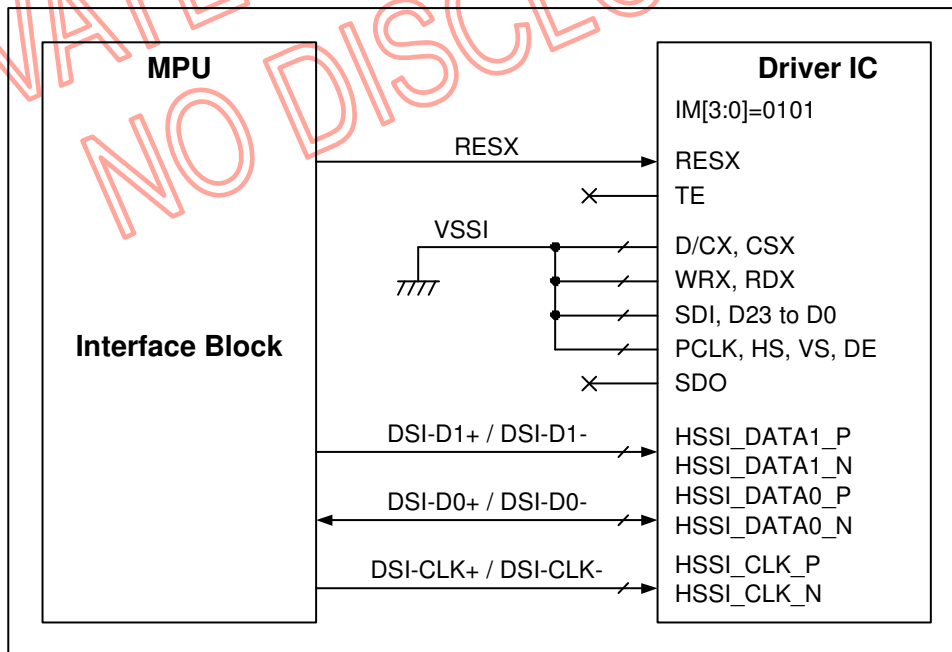 MPU
Driver IC
IM[3:0]=0101
RESX
RESX
TE
VSSI
D/CX, CSX
WRX, RDX
SDI, D23 to D0
Interface Block
PCLK, HS, VS, DE
SDO
DSI-D1+ / DSI-D1-
HSSI_DATA1_P
HSSI_DATA1_N
DSI-D0+ / DSI-D0-
HSSI_DATA0_P
HSSI_DATA0_N
DSI-CLK+ / DSI-CLK-
HSSI_CLK_P
HSSI_CLK_N
NO